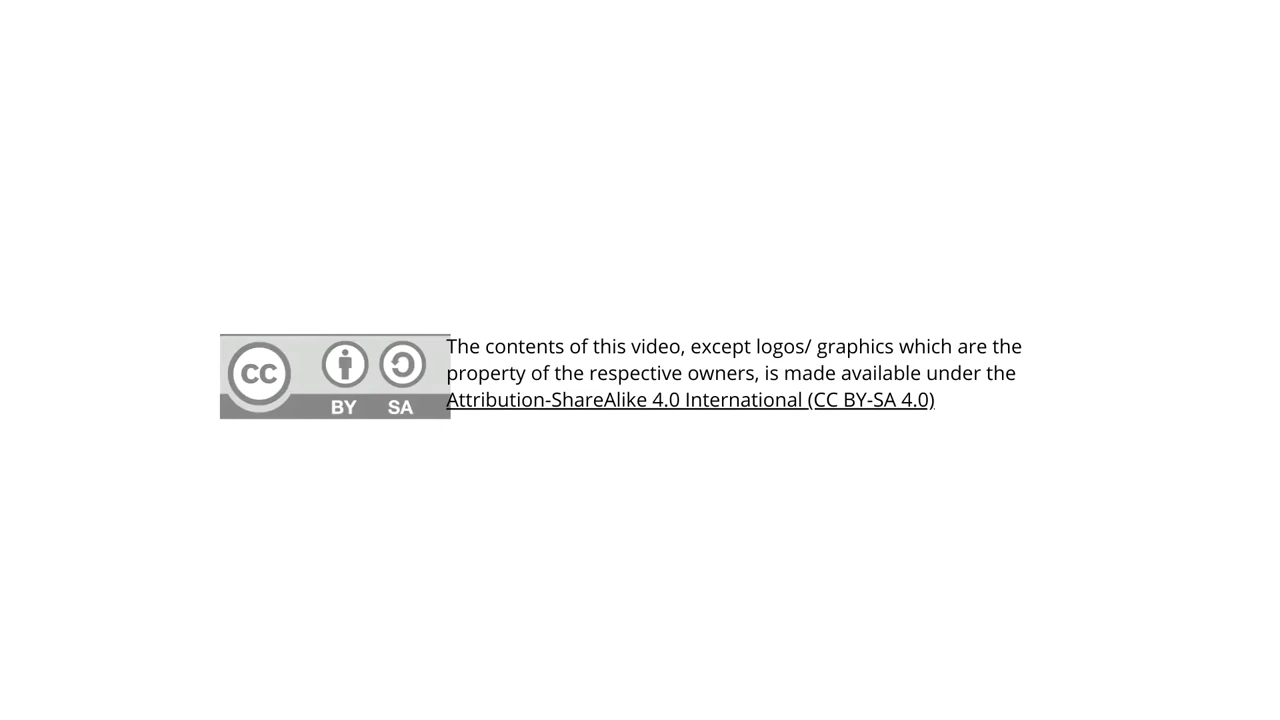 CC
BY SA
The contents of this video, except logos/ graphics which are the
property of the respective owners, is made available under the
Attribution-ShareAlike 4.0 International (CC BY-SA 4.0)